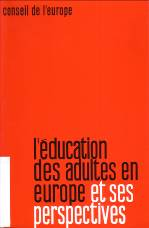 conseil de l'europe
l'éducation
des adultes en
europe et ses
perspectives